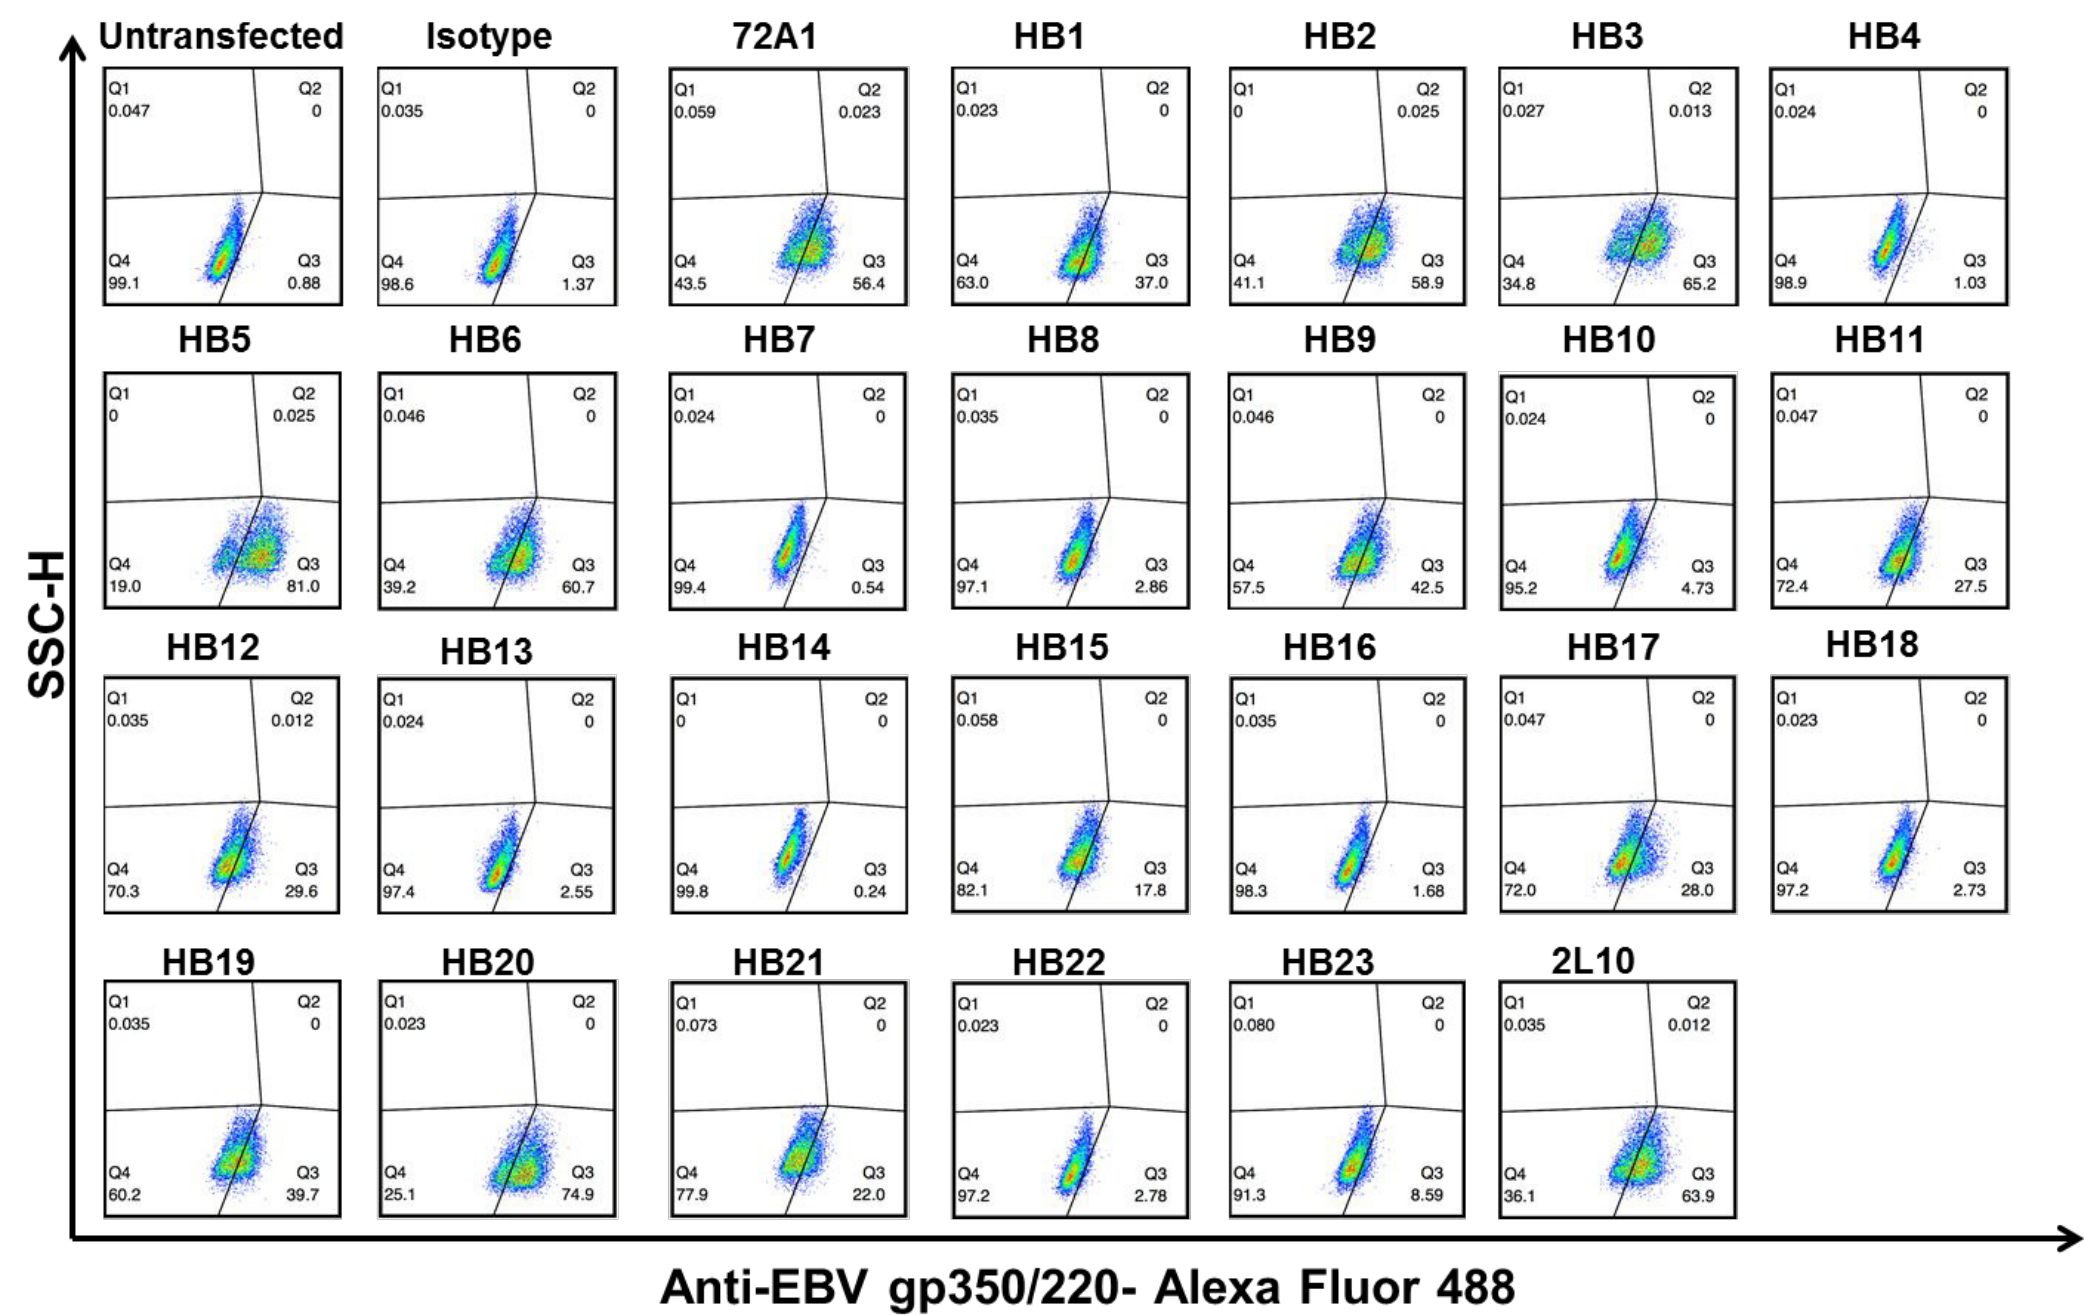 Untransfected Isotype 72A1 HB1 HB2 HB3 HB4
Q1 Q2 Q1 Q2 Q1 Q2 Q1 Q2 Q1 Q2 Q1 Q2 Q1 Q2
0.047 0 0.035 0 0.059 0.023 0.023 0 0 0.025 0.027 0.013 0.024 0
Q4 Q3 Q4 Q3 Q4 Q3 Q4 Q3 Q4 Q3 Q4 Q3 Q4 Q3
99.1 0.88 98.6 1.37 43.5 56.4 63.0 37.0 41.1 58.9 34.8 65.2 98.9 1.03
HB5 HB6 HB7 HB8 HB9 HB10 HB11
Q1 Q2 Q1 Q2 Q1 Q2 Q1 Q2 Q1 Q2 Q1 Q2 Q1 Q2
0 0.025 0.046 0 0.024 0 0.035 0 0.046 0 0.024 0 0.047 0
Q4 Q3 Q4 Q3 Q4 Q3 Q4 Q3 Q4 Q3 Q4 Q3 Q4 Q3
19.0 81.0 39.2 60.7 99.4 0.54 97.1 2.86 57.5 42.5 95.2 4.73 72.4 27.5
SSC-H
HB12 HB13 HB14 HB15 HB16 HB17 HB18
Q1 Q2 Q1 Q2 Q1 Q2 Q1 Q2 Q1 Q2 Q1 Q2 Q1 Q2
0.035 0.012 0.024 0 0 0 0.058 0 0.035 0 0.047 0 0.023 0
Q4 Q3 Q4 Q3 Q4 Q3 Q4 Q3 Q4 Q3 Q4 Q3 Q4 Q3
70.3 29.6 97.4 2.55 99.8 0.24 82.1 17.8 98.3 1.68 72.0 28.0 97.2 2.73
HB19 HB20 HB21 HB22 HB23 2L10
Q1 Q2 Q1 Q2 Q1 Q2 Q1 Q2 Q1 Q2 Q1 Q2
0.035 0 0.023 0 0.073 0 0.023 0 0.080 0 0.035 0.012
Q4 Q3 Q4 Q3 Q4 Q3 Q4 Q3 Q4 Q3 Q4 Q3
60.2 39.7 25.1 74.9 77.9 22.0 97.2 2.78 91.3 8.59 36.1 63.9
Anti-EBV gp350/220- Alexa Fluor 488